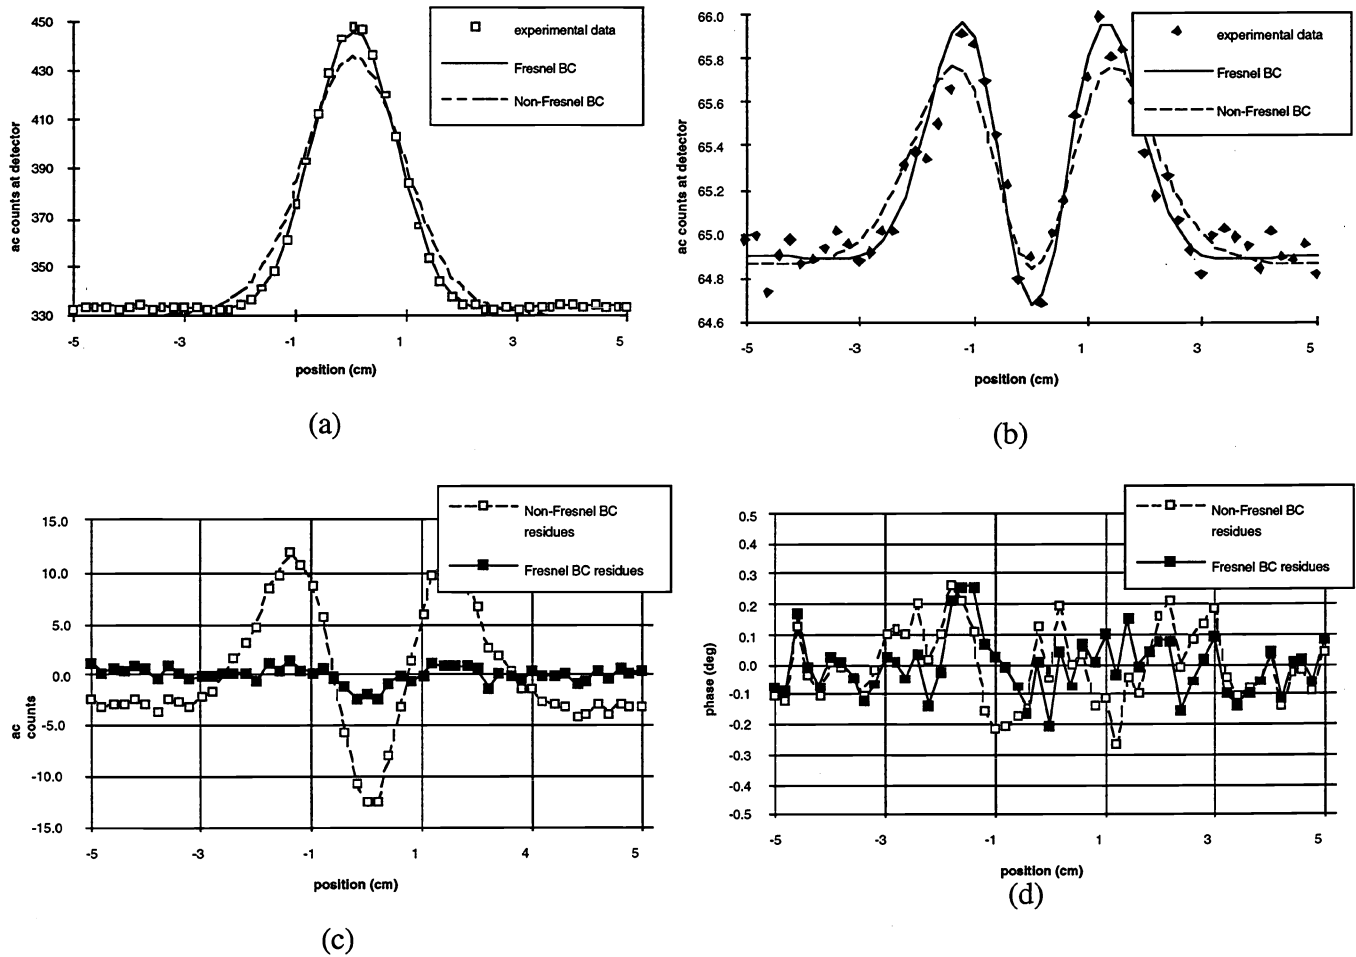 450
430
410
390
370
350
330
ac counts at detector
experimental data
Fresnel BC
Non-Fresnel BC
-5
-3
-1
1
3
5
position (cm)
(a)
66.0
65.8
65.6
65.4
65.2
65.0
64.8
64.6
ac counts at detector
experimental data
Fresnel BC
Non-Fresnel BC
-5
-3
-1
1
3
5
position (cm)
(b)
15.0
10.0
5.0
0.0
-5.0
-10.0
-15.0
ac
counts
Non-Fresnel BC
residues
Fresnel BC residues
-5
-3
-1
1
4
5
position (cm)
(c)
0.5
0.4
0.3
0.2
0.1
0.0
-0.1
-0.2
-0.3
-0.4
-0.5
phase (deg)
Non-Fresnel BC
residues
Fresnel BC residues
-5
-3
-1
1
3
5
position (cm)
(d)